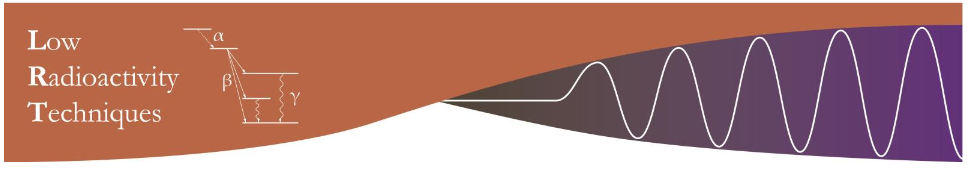 Low
Radioactivity
Techniques
α
β
γ